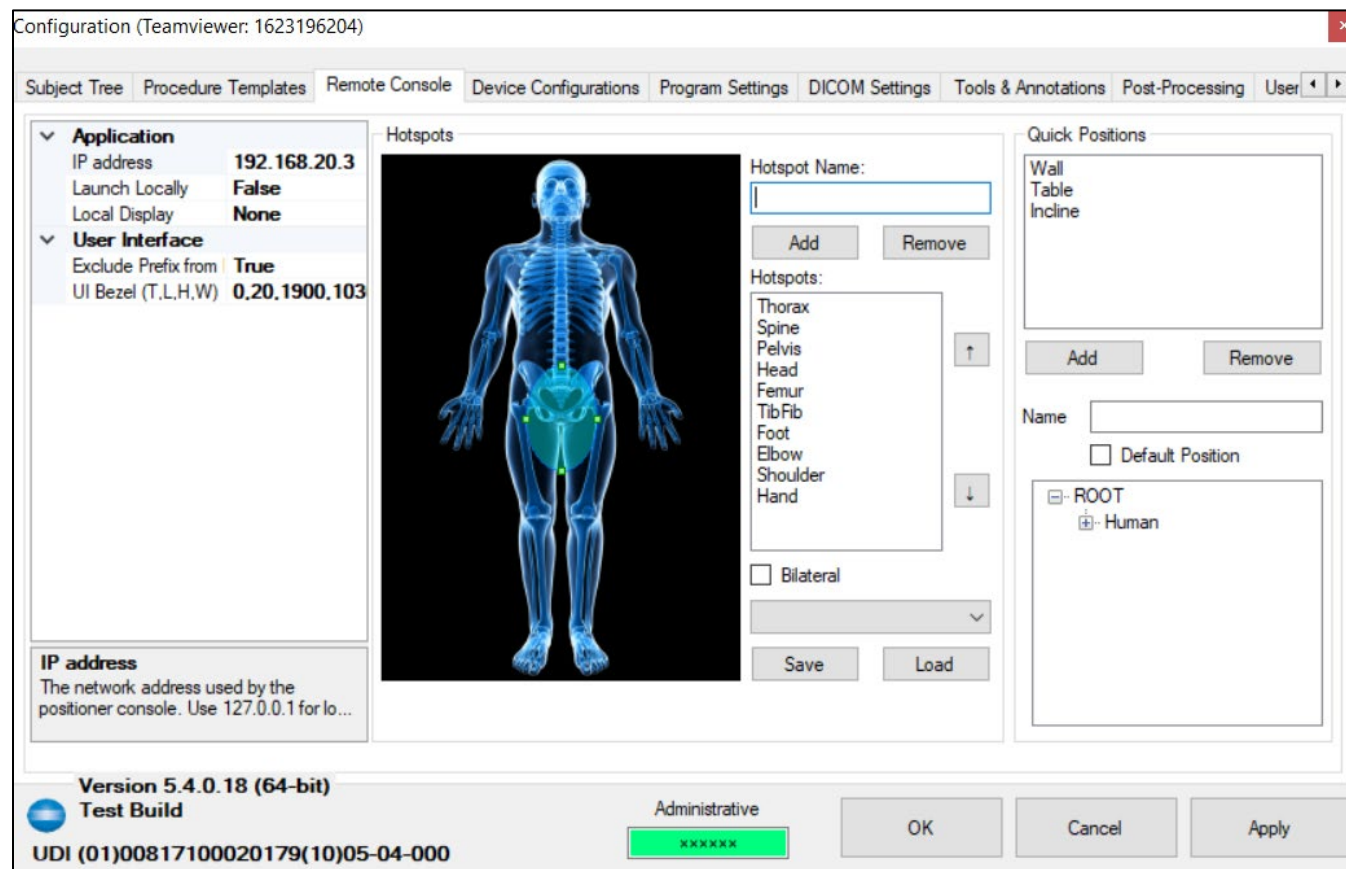 Configuration (Teamviewer: 1623196204)
Subject Tree Procedure Templates Remote Console Device Configurations Program Settings DICOM Settings Tools & Annotations Post-Processing User
Application
IP address 192.168.20.3
Launch Locally False
Local Display None
User Interface
Exclude Prefix from True
UI Bezel (T,L,H,W) 0,20,1900,103
IP address
The network address used by the
positioner console. Use 127.0.0.1 for lo...
Hotspots
Hotspot Name:
Add Remove
Hotspots:
Thorax
Spine
Pelvis
Head
Femur
TibFib
Foot
Elbow
Shoulder
Hand
↑
↓
Bilateral
Save Load
Quick Positions
Wall
Table
Incline
Add Remove
Name
Default Position
ROOT
Human
Version 5.4.0.18 (64-bit)
Test Build
UDI (01)00817100020179(10)05-04-000
Administrative
××××××
OK Cancel Apply